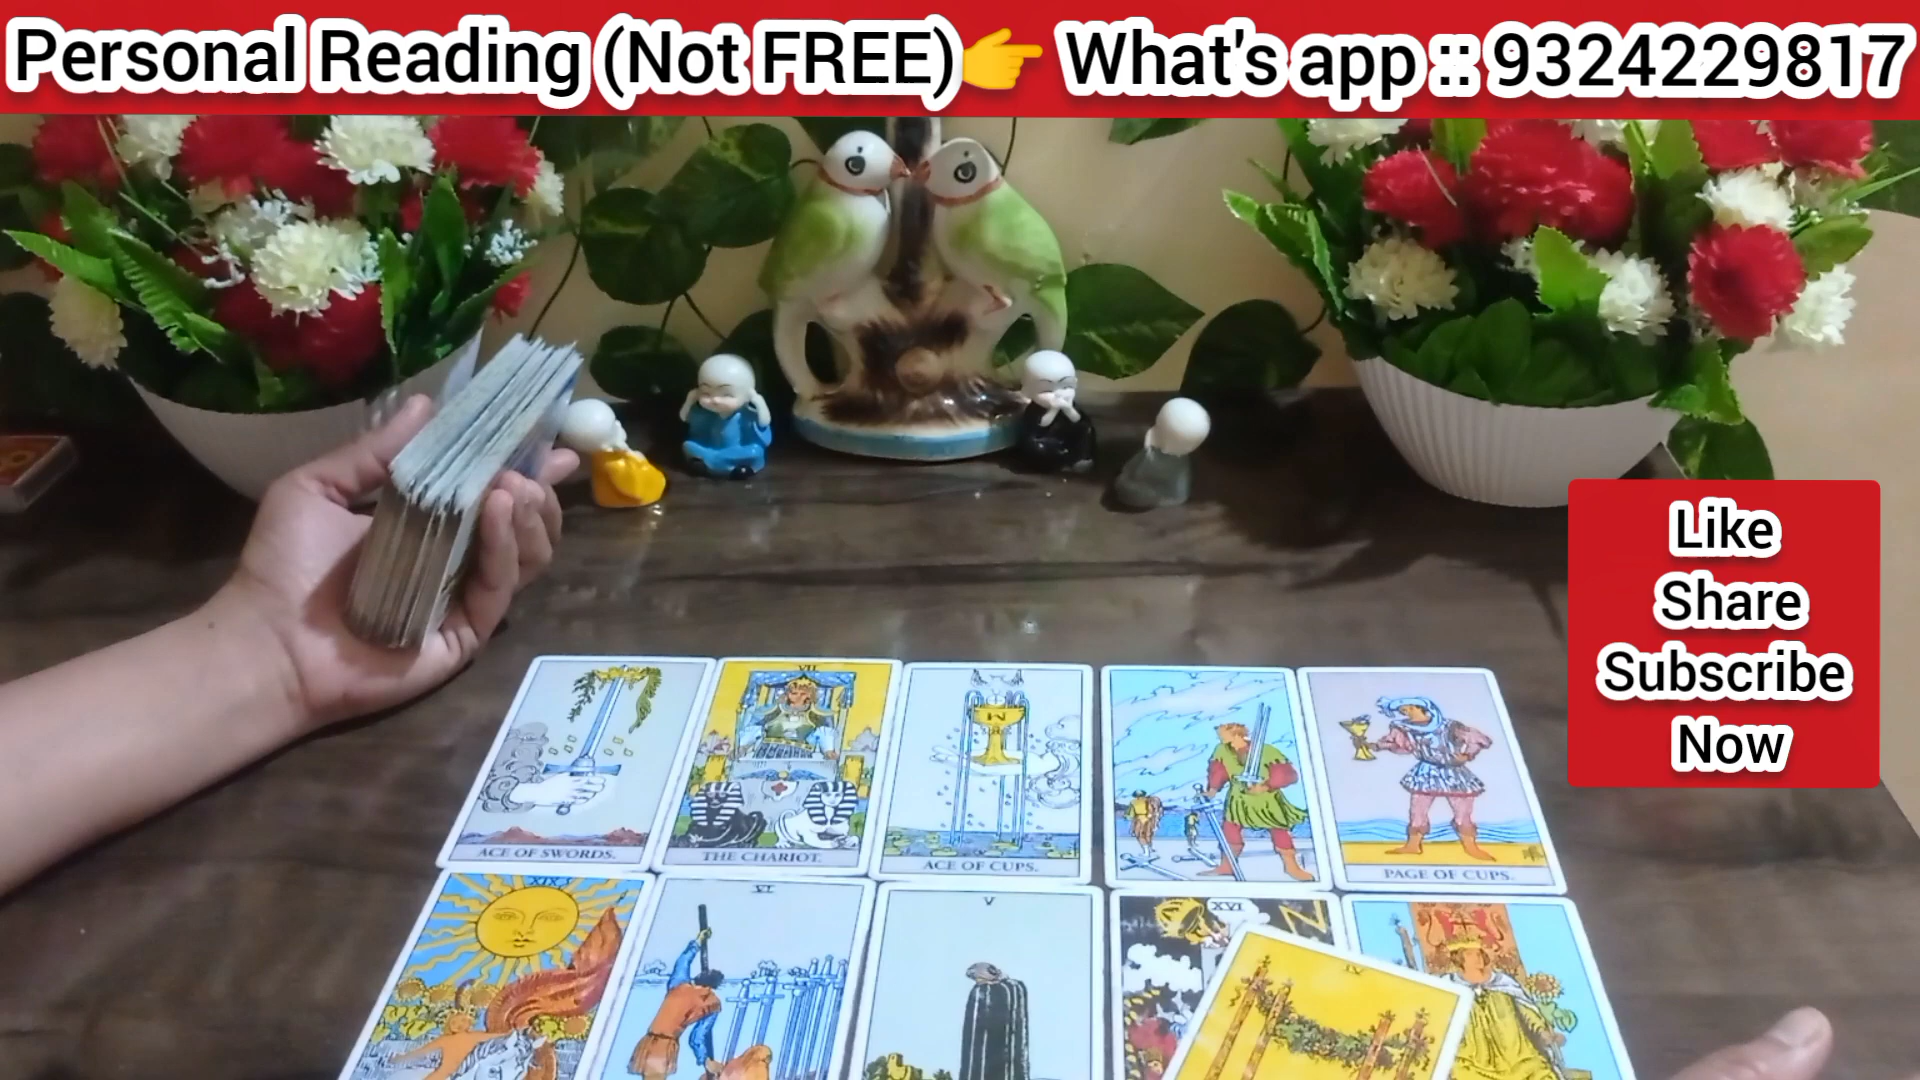 Personal Reading (Not FREE)👉 What's app :: 9324229817
Like
Share
Subscribe
Now
ACE OF SWORDS.
VII
THE CHARIOT.
ACE OF CUPS.
PAGE OF CUPS.
XIX
VI
V
XVI
IV